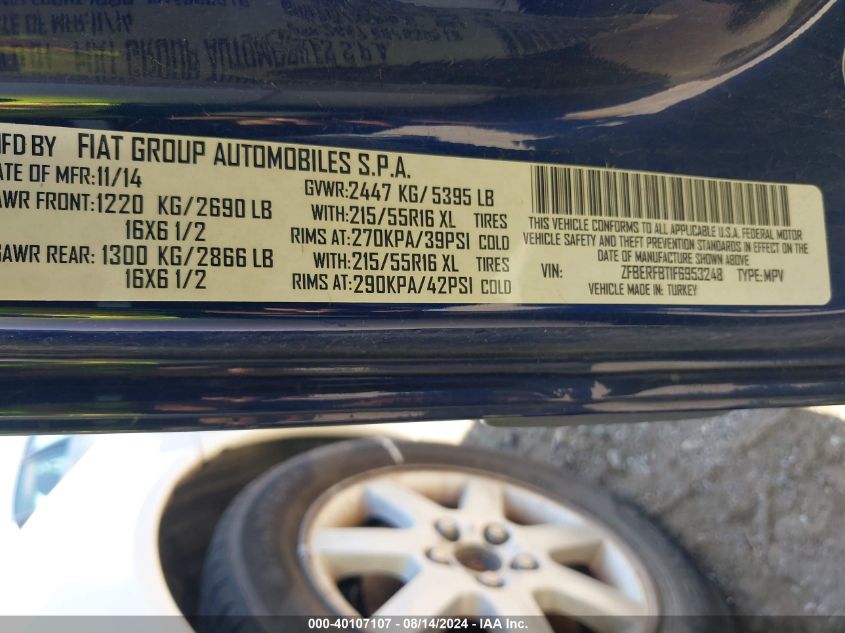 MFD BY FIAT GROUP AUTOMOBILES S.P.A.
DATE OF MFR:11/14 GVWR:2447 KG/5395 LB
GAWR FRONT:1220 KG/2690 LB WITH:215/55R16 XL TIRES
16X6 1/2 RIMS AT:270KPA/39PSI COLD
GAWR REAR:1300 KG/2866 LB WITH:215/55R16 XL TIRES
16X6 1/2 RIMS AT:290KPA/42PSI COLD
THIS VEHICLE CONFORMS TO ALL APPLICABLE U.S.A. FEDERAL MOTOR
VEHICLE SAFETY AND THEFT PREVENTION STANDARDS IN EFFECT ON THE
DATE OF MANUFACTURE SHOWN ABOVE
VIN: ZFBERFBT1F6953248 TYPE:MPV
VEHICLE MADE IN: TURKEY
000-40107107 - 08/14/2024 - IAA Inc.